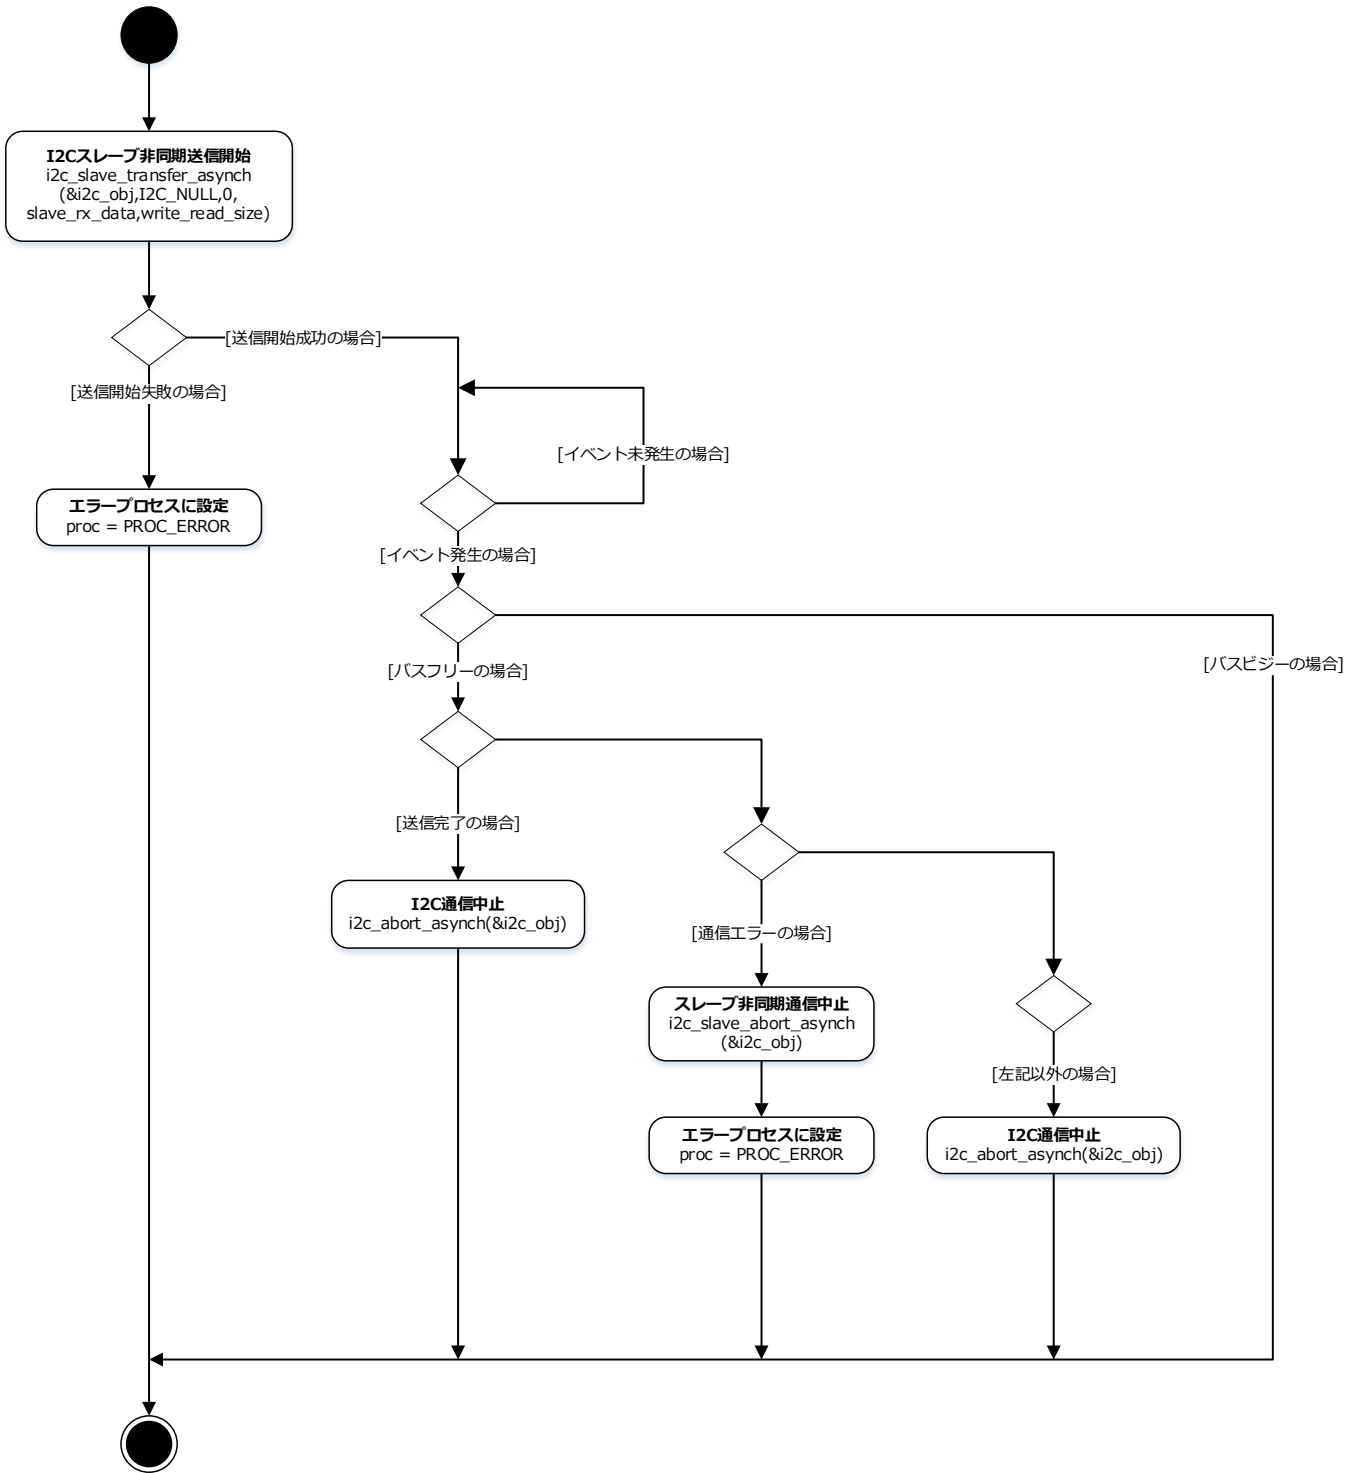 I2Cスレーブ非同期送信開始
i2c_slave_transfer_asynch
(&i2c_obj,I2C_NULL,0,
slave_rx_data,write_read_size)
[送信開始成功の場合]
[送信開始失敗の場合]
[イベント未発生の場合]
エラープロセスに設定
proc = PROC_ERROR
[イベント発生の場合]
[バスフリーの場合]
[バスビジーの場合]
[送信完了の場合]
I2C通信中止
i2c_abort_asynch(&i2c_obj)
[通信エラーの場合]
スレーブ非同期通信中止
i2c_slave_abort_asynch
(&i2c_obj)
[左記以外の場合]
エラープロセスに設定
proc = PROC_ERROR
I2C通信中止
i2c_abort_asynch(&i2c_obj)